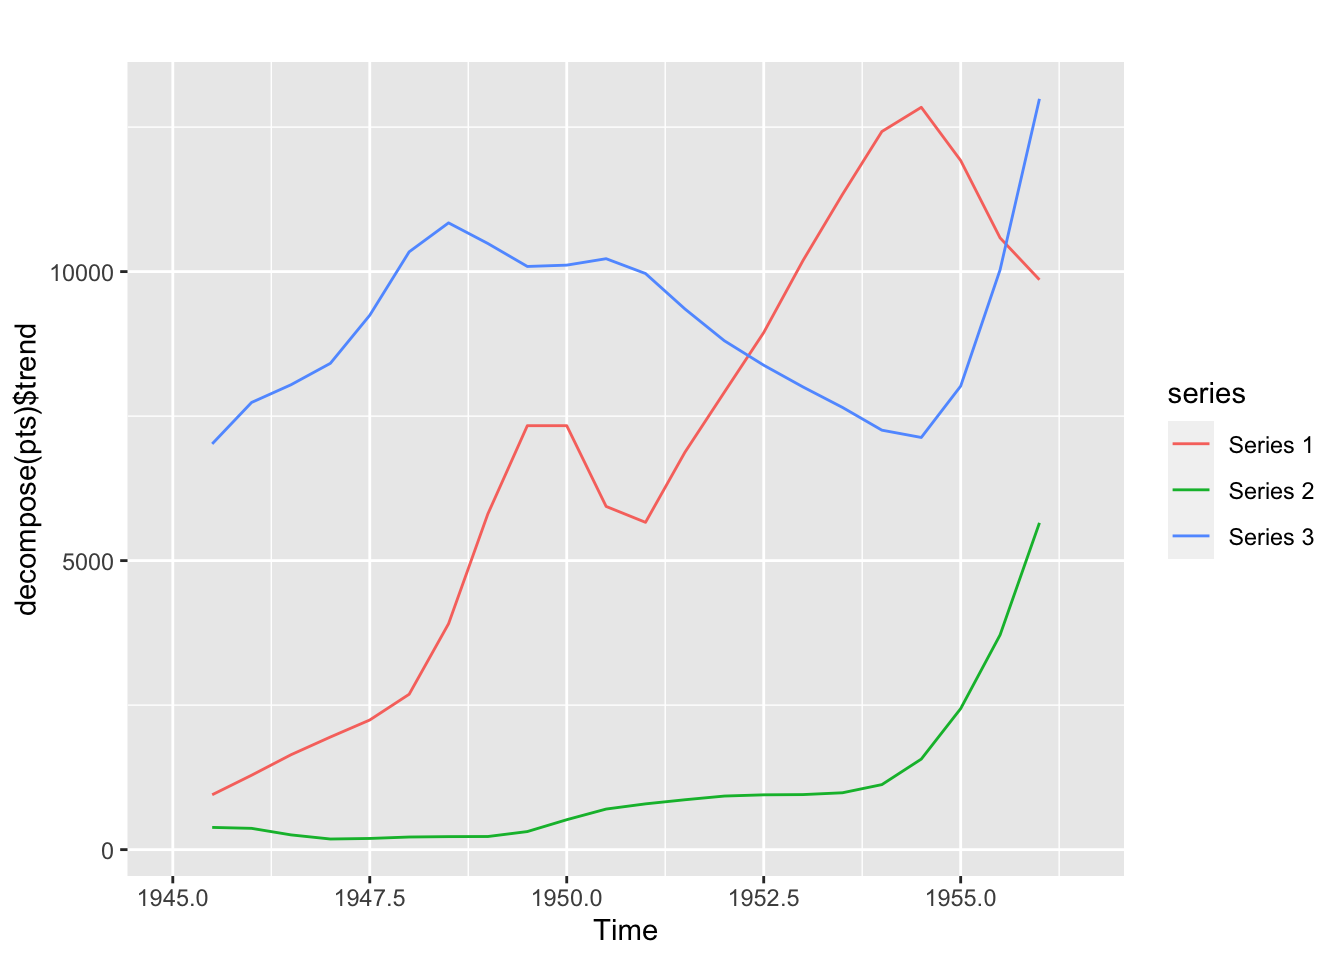 decompose(pts)$trend
10000
5000
0
1945.0
1947.5
1950.0
1952.5
1955.0
Time
series
Series 1
Series 2
Series 3